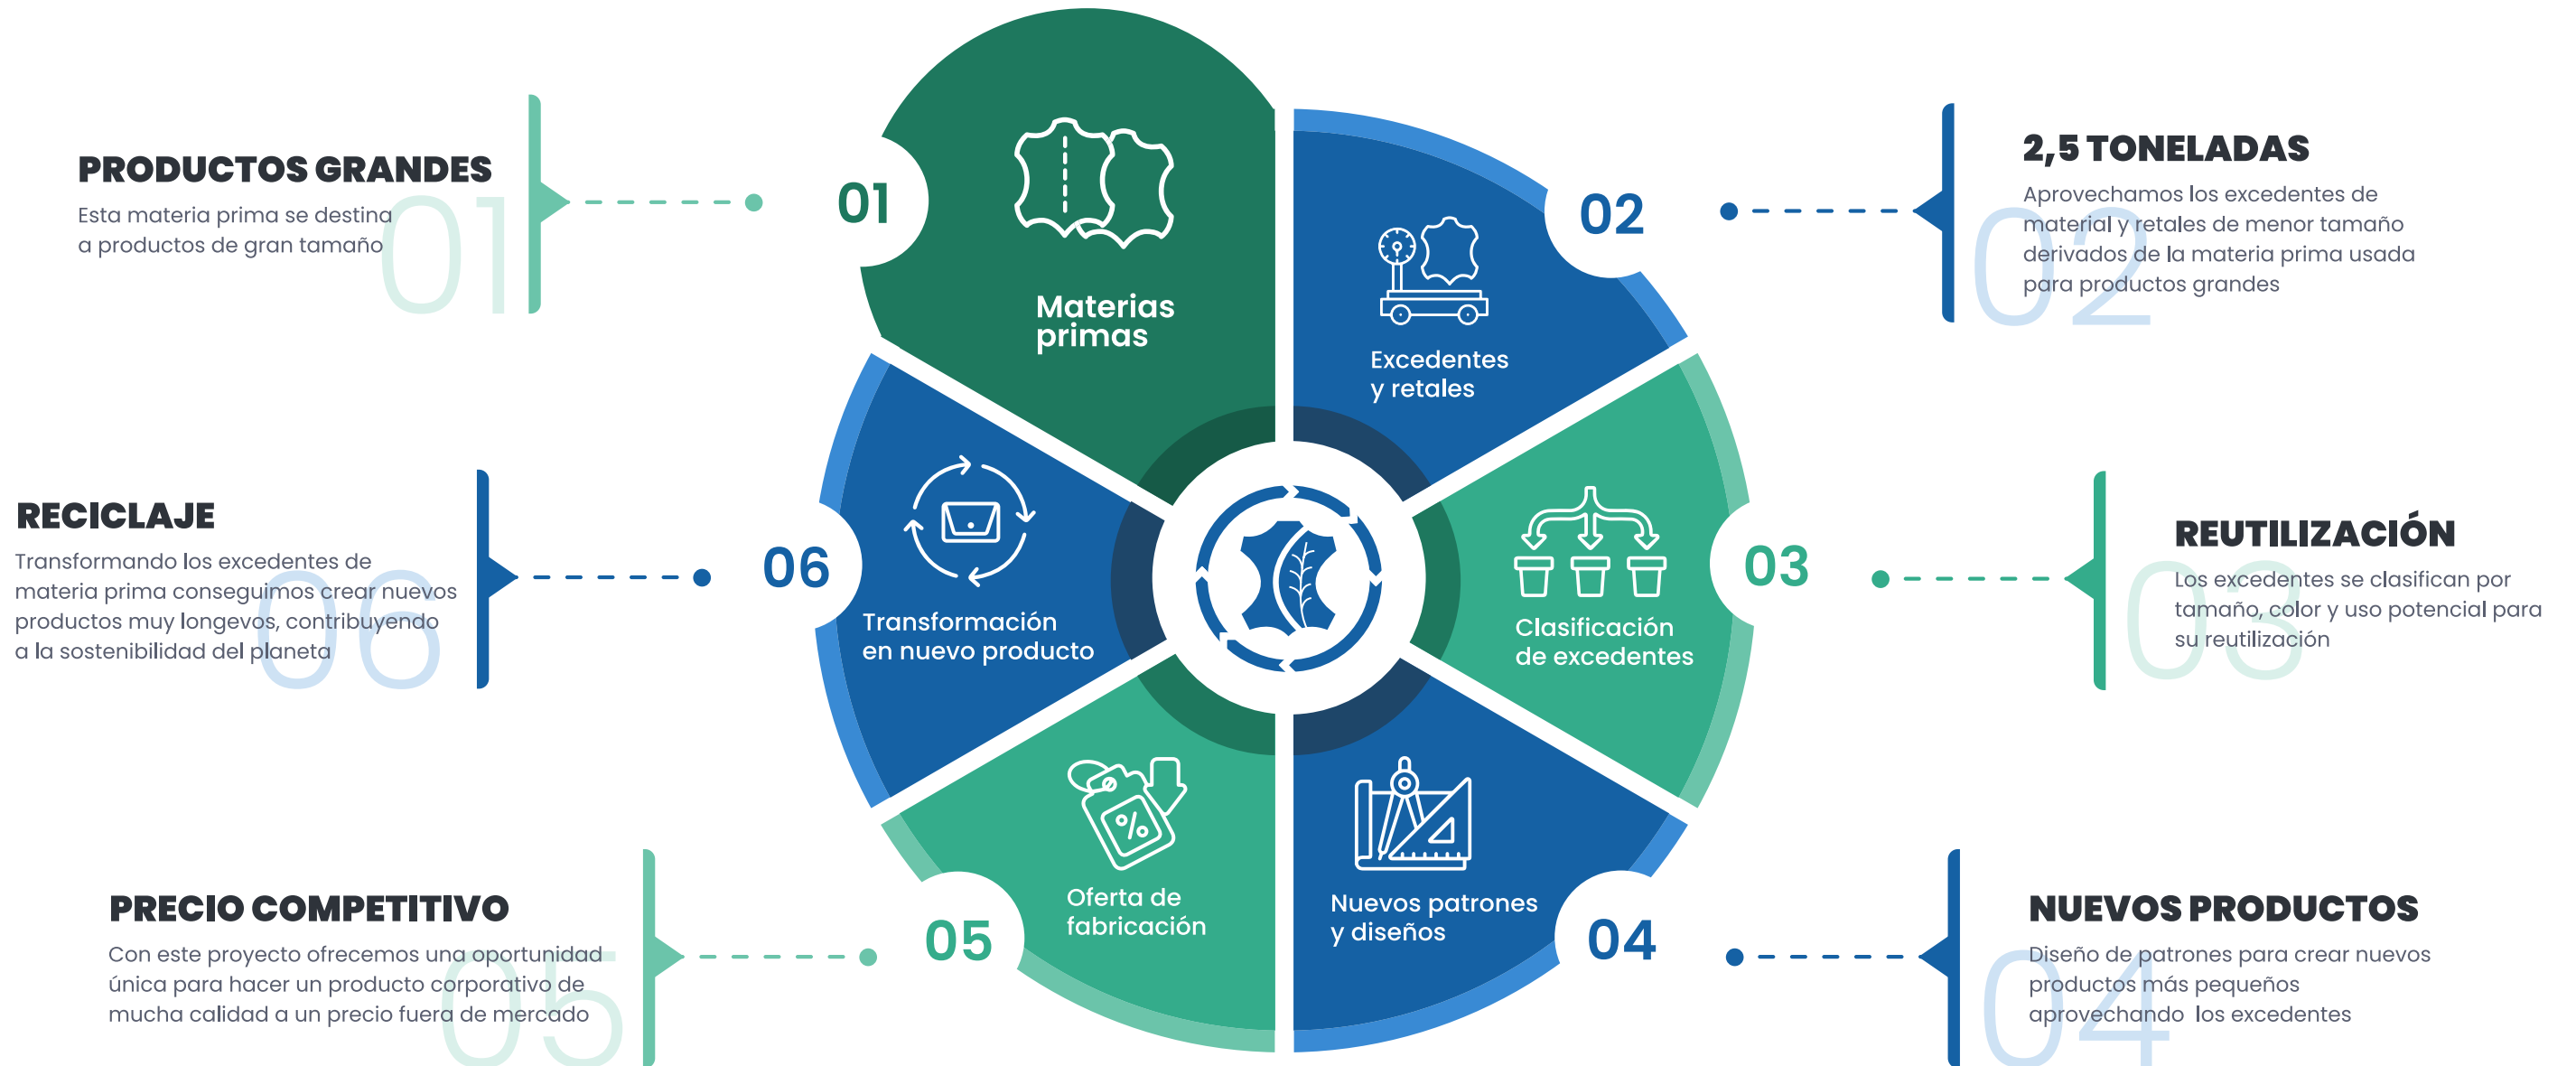 01
Materias
primas
PRODUCTOS GRANDES
Esta materia prima se destina
a productos de gran tamaño
01
02
Excedentes
y retales
2,5 TONELADAS
Aprovechamos los excedentes de
material y retales de menor tamaño
derivados de la materia prima usada
para productos grandes
02
03
Clasificación
de excedentes
REUTILIZACIÓN
Los excedentes se clasifican por
tamaño, color y uso potencial para
su reutilización
03
04
Nuevos patrones
y diseños
NUEVOS PRODUCTOS
Diseño de patrones para crear nuevos
productos más pequeños
aprovechando los excedentes
04
05
Oferta de
fabricación
%
PRECIO COMPETITIVO
Con este proyecto ofrecemos una oportunidad
única para hacer un producto corporativo de
mucha calidad a un precio fuera de mercado
05
06
Transformación
en nuevo producto
RECICLAJE
Transformando los excedentes de
materia prima conseguimos crear nuevos
productos muy longevos, contribuyendo
a la sostenibilidad del planeta
06